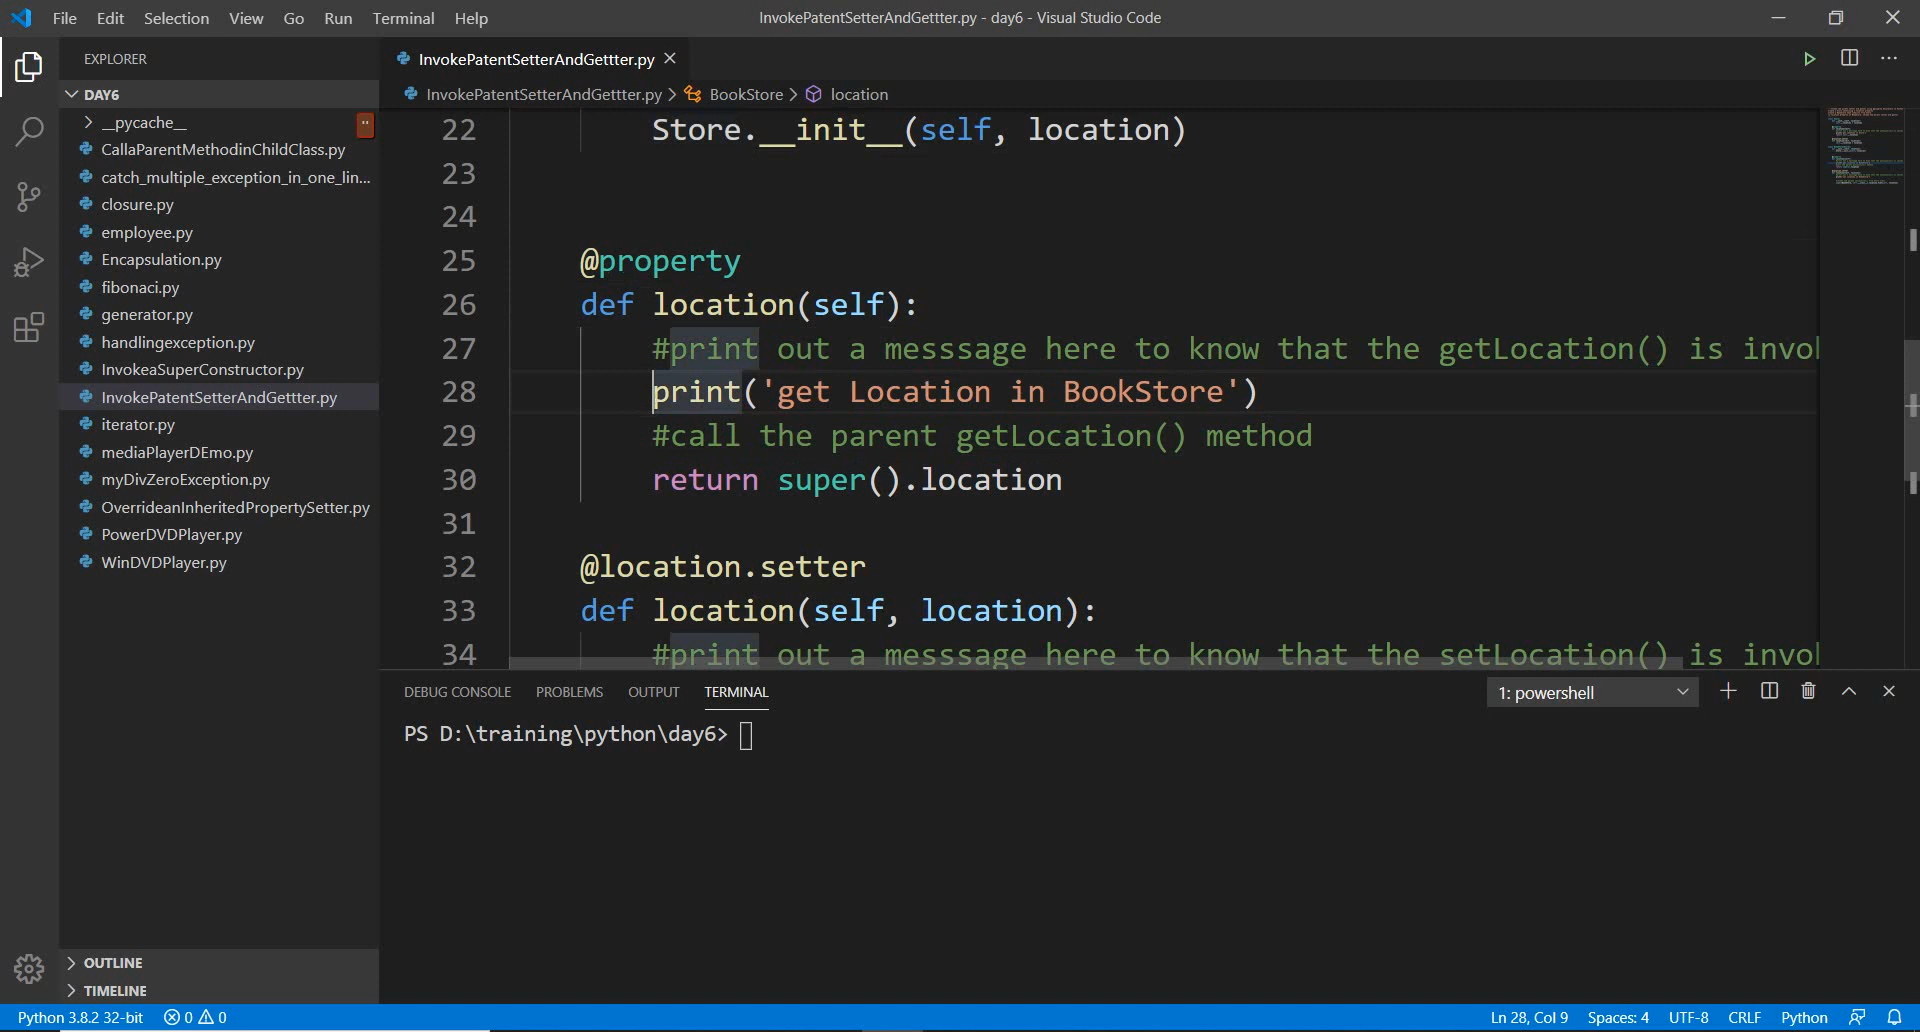 File Edit Selection View Go Run Terminal Help
InvokePatentSetterAndGettter.py - day6 - Visual Studio Code
EXPLORER
DAY6
__pycache__
CallaParentMethodinChildClass.py
catch_multiple_exception_in_one_lin...
closure.py
employee.py
Encapsulation.py
fibonaci.py
generator.py
handlingexception.py
InvokeaSuperConstructor.py
InvokePatentSetterAndGettter.py
iterator.py
mediaPlayerDEmo.py
myDivZeroException.py
OverrideanInheritedPropertySetter.py
PowerDVDPlayer.py
WinDVDPlayer.py
OUTLINE
TIMELINE
InvokePatentSetterAndGettter.py
InvokePatentSetterAndGettter.py > BookStore > location
22 Store.__init__(self, location)
23
24
25 @property
26 def location(self):
27 #print out a messsage here to know that the getLocation() is invo
28 print('get Location in BookStore')
29 #call the parent getLocation() method
30 return super().location
31
32 @location.setter
33 def location(self, location):
34 #print out a messsage here to know that the setLocation() is invo
DEBUG CONSOLE PROBLEMS OUTPUT TERMINAL
1: powershell
PS D:\training\python\day6>
Python 3.8.2 32-bit 0 0
Ln 28, Col 9 Spaces: 4 UTF-8 CRLF Python